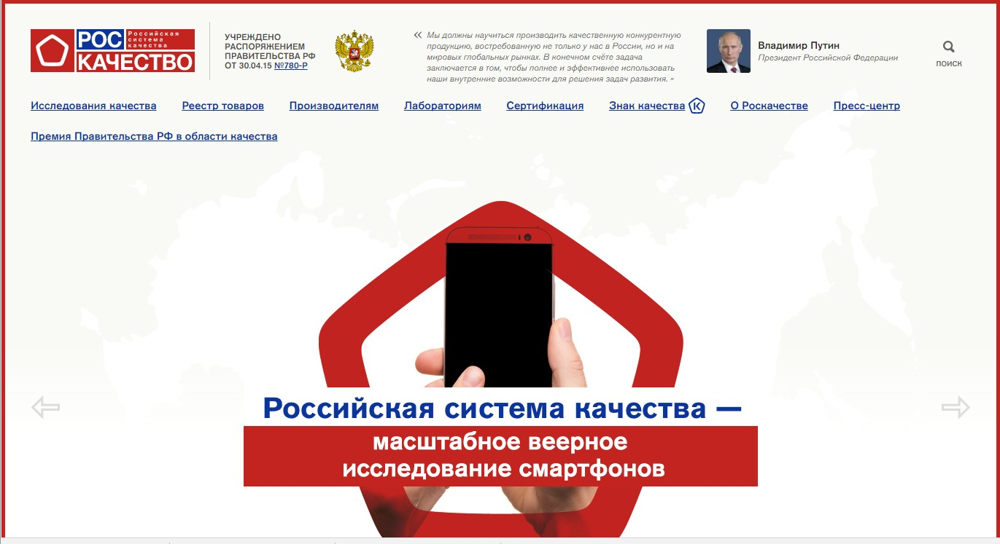 РОС
Российская
система
качества
КАЧЕСТВО
УЧРЕЖДЕНО
РАСПОРЯЖЕНИЕМ
ПРАВИТЕЛЬСТВА РФ
ОТ 30.04.15 №780-Р
« Мы должны научиться производить качественную конкурентную
продукцию, востребованную не только у нас в России, но и на
мировых глобальных рынках. В конечном счёте задача
заключается в том, чтобы полнее и эффективнее использовать
наши внутренние возможности для решения задач развития. »
Владимир Путин
Президент Российской Федерации
поиск
Исследования качества Реестр товаров Производителям Лабораториям Сертификация Знак качества К О Роскачестве Пресс-центр
Премия Правительства РФ в области качества
Российская система качества —
масштабное веерное
исследование смартфонов